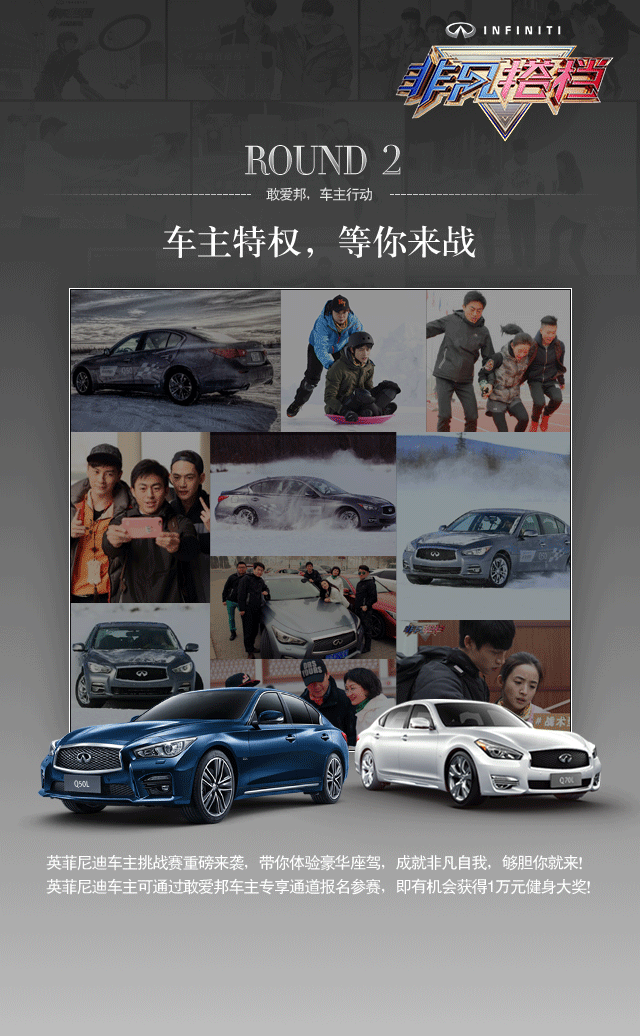 INFINITI
非凡搭档
ROUND 2
敢爱邦，车主行动
车主特权，等你来战
Q50L
Q70L
英菲尼迪车主挑战赛重磅来袭，带你体验豪华座驾，成就非凡自我，够胆你就来!
英菲尼迪车主可通过敢爱邦车主专享通道报名参赛，即有机会获得1万元健身大奖!